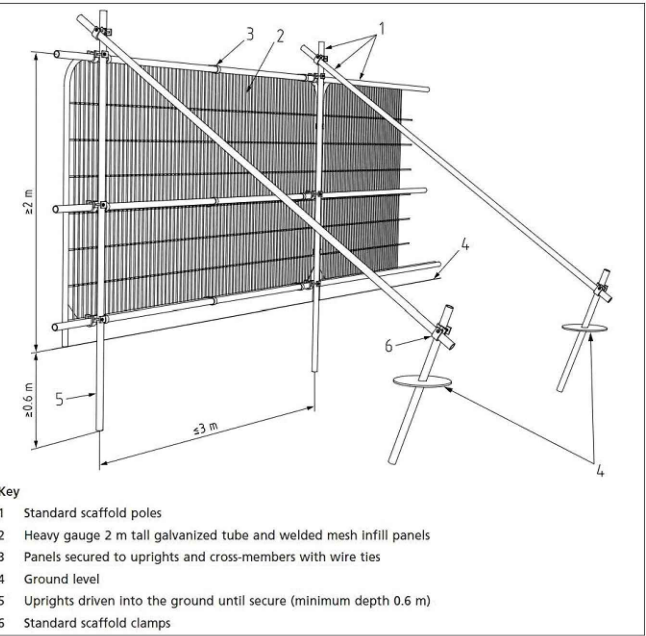 3
2
1
≥2 m
4
6
≥0.6 m
5
≤3 m
4
Key
1 Standard scaffold poles
2 Heavy gauge 2 m tall galvanized tube and welded mesh infill panels
3 Panels secured to uprights and cross-members with wire ties
4 Ground level
5 Uprights driven into the ground until secure (minimum depth 0.6 m)
6 Standard scaffold clamps